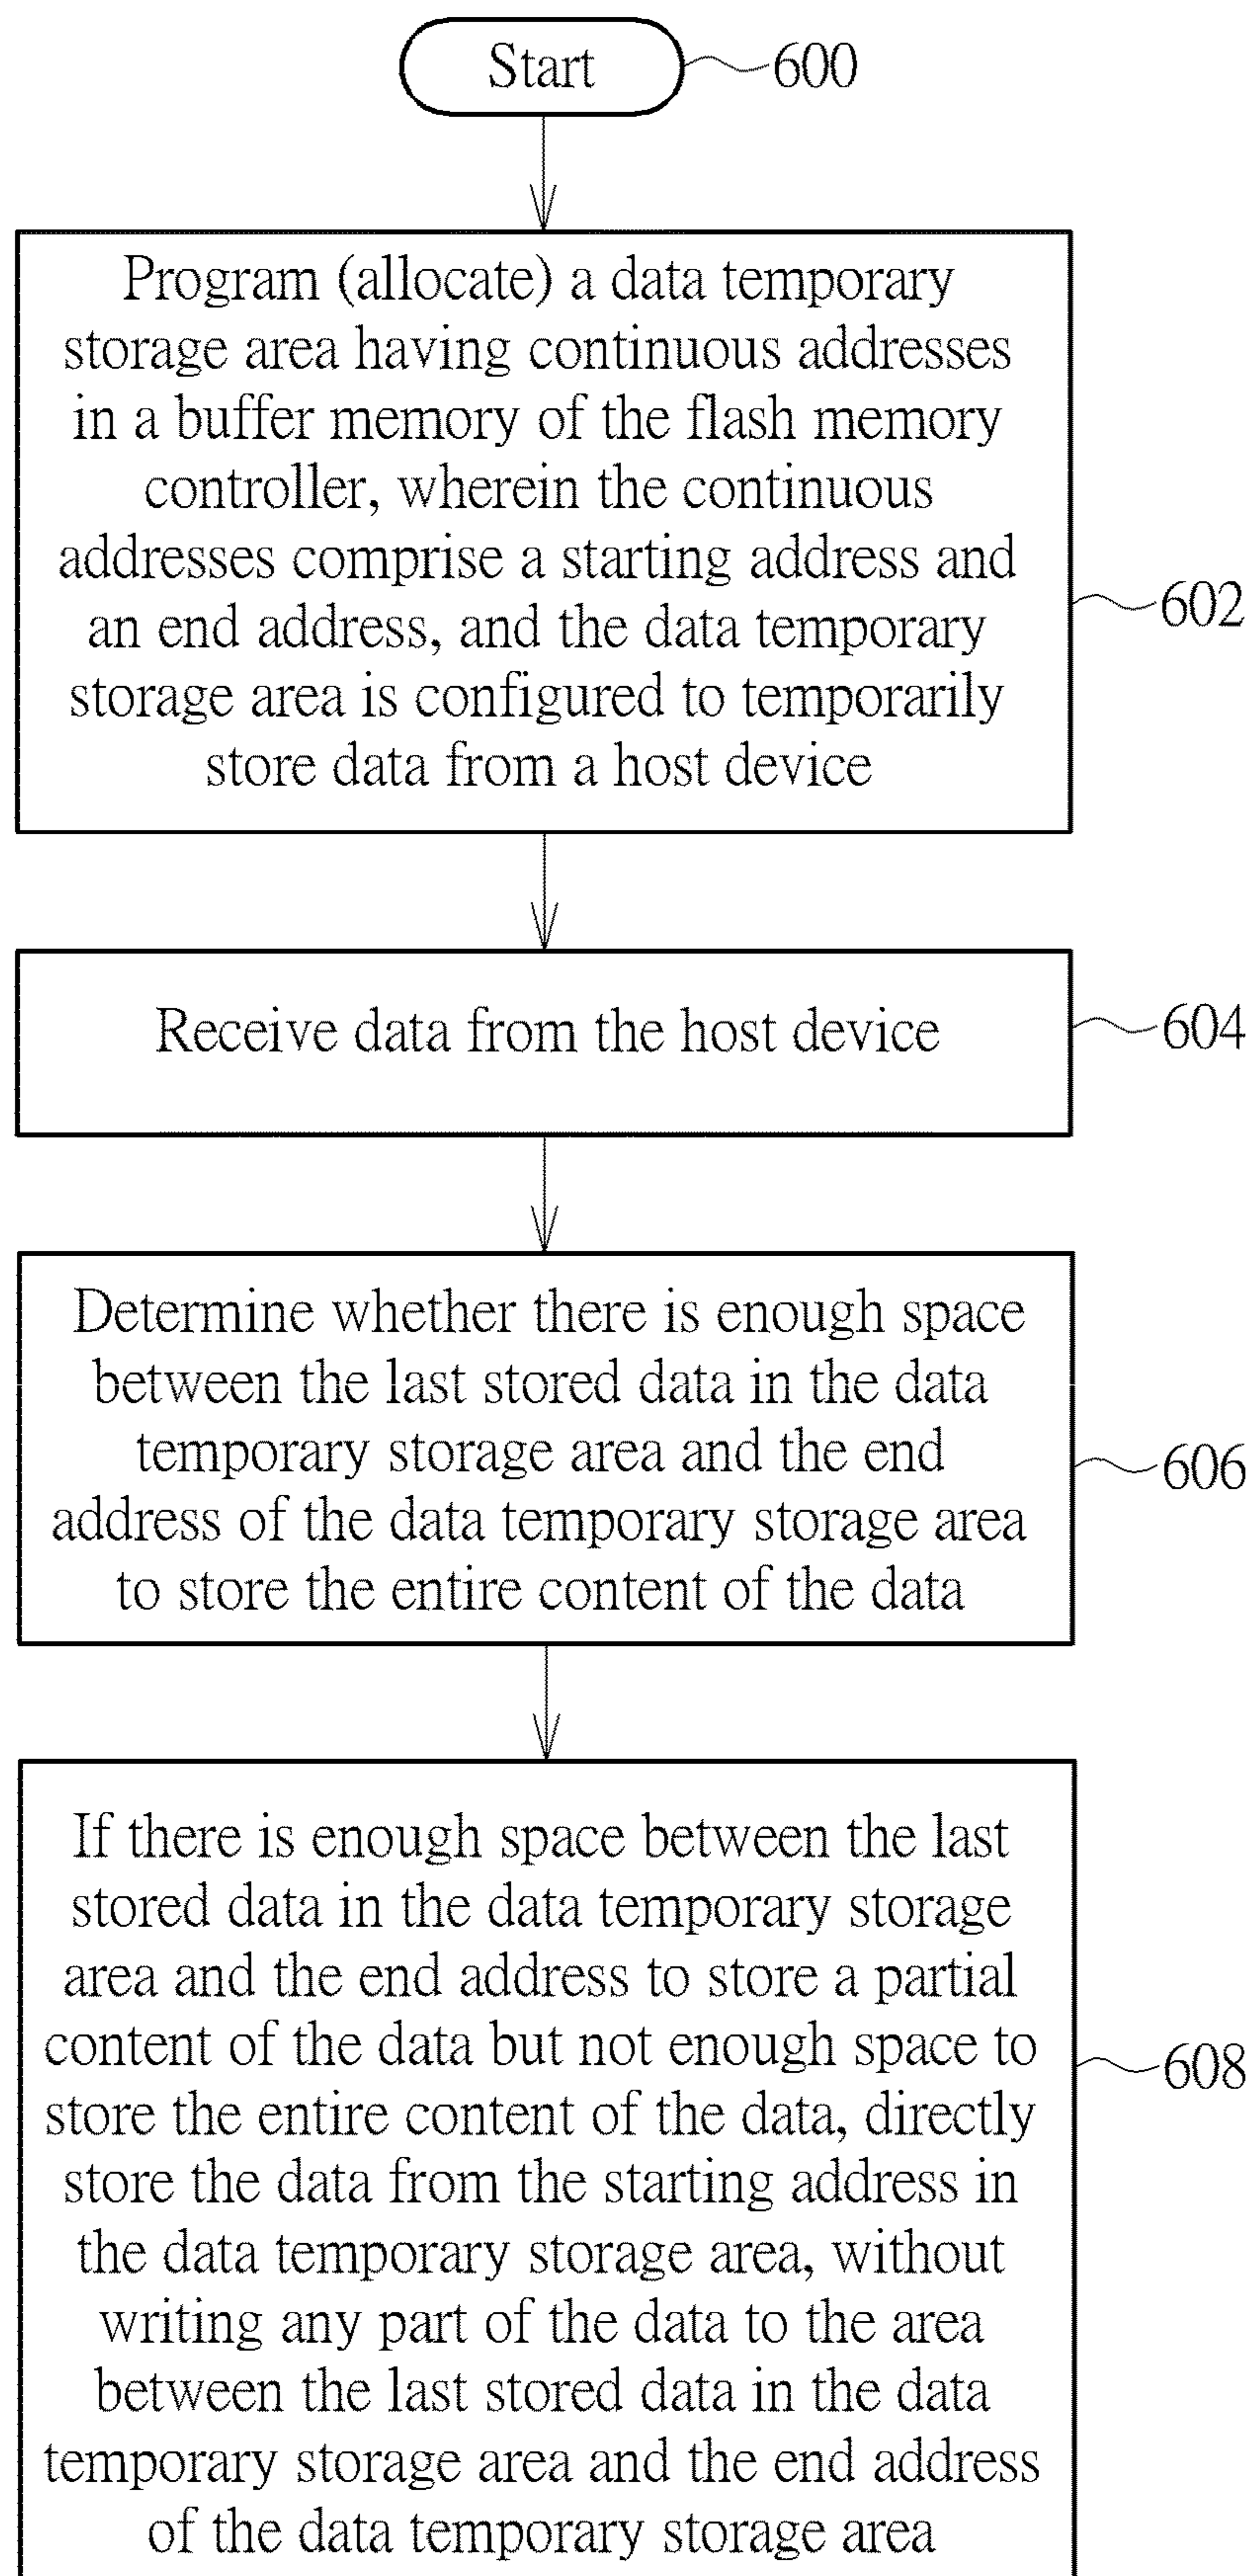 Start
600
Program (allocate) a data temporary
storage area having continuous addresses
in a buffer memory of the flash memory
controller, wherein the continuous
addresses comprise a starting address and
an end address, and the data temporary
storage area is configured to temporarily
store data from a host device
602
Receive data from the host device
604
Determine whether there is enough space
between the last stored data in the data
temporary storage area and the end
address of the data temporary storage area
to store the entire content of the data
606
If there is enough space between the last
stored data in the data temporary storage
area and the end address to store a partial
content of the data but not enough space to
store the entire content of the data, directly
store the data from the starting address in
the data temporary storage area, without
writing any part of the data to the area
between the last stored data in the data
temporary storage area and the end address
of the data temporary storage area
608